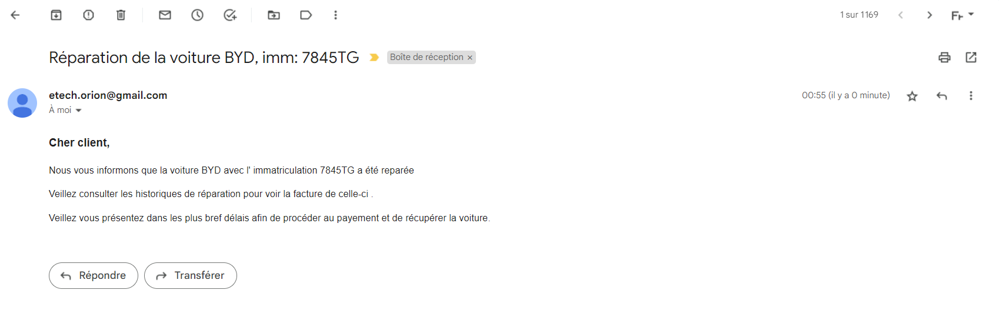 1 sur 1169
Fr
Réparation de la voiture BYD, imm: 7845TG Boîte de réception ×
etech.orion@gmail.com 00:55 (il y a 0 minute)
À moi
Cher client,
Nous vous informons que la voiture BYD avec l' immatriculation 7845TG a été reparée
Veillez consulter les historiques de réparation pour voir la facture de celle-ci .
Veillez vous présentez dans les plus bref délais afin de procéder au payement et de récupérer la voiture.
Répondre Transférer